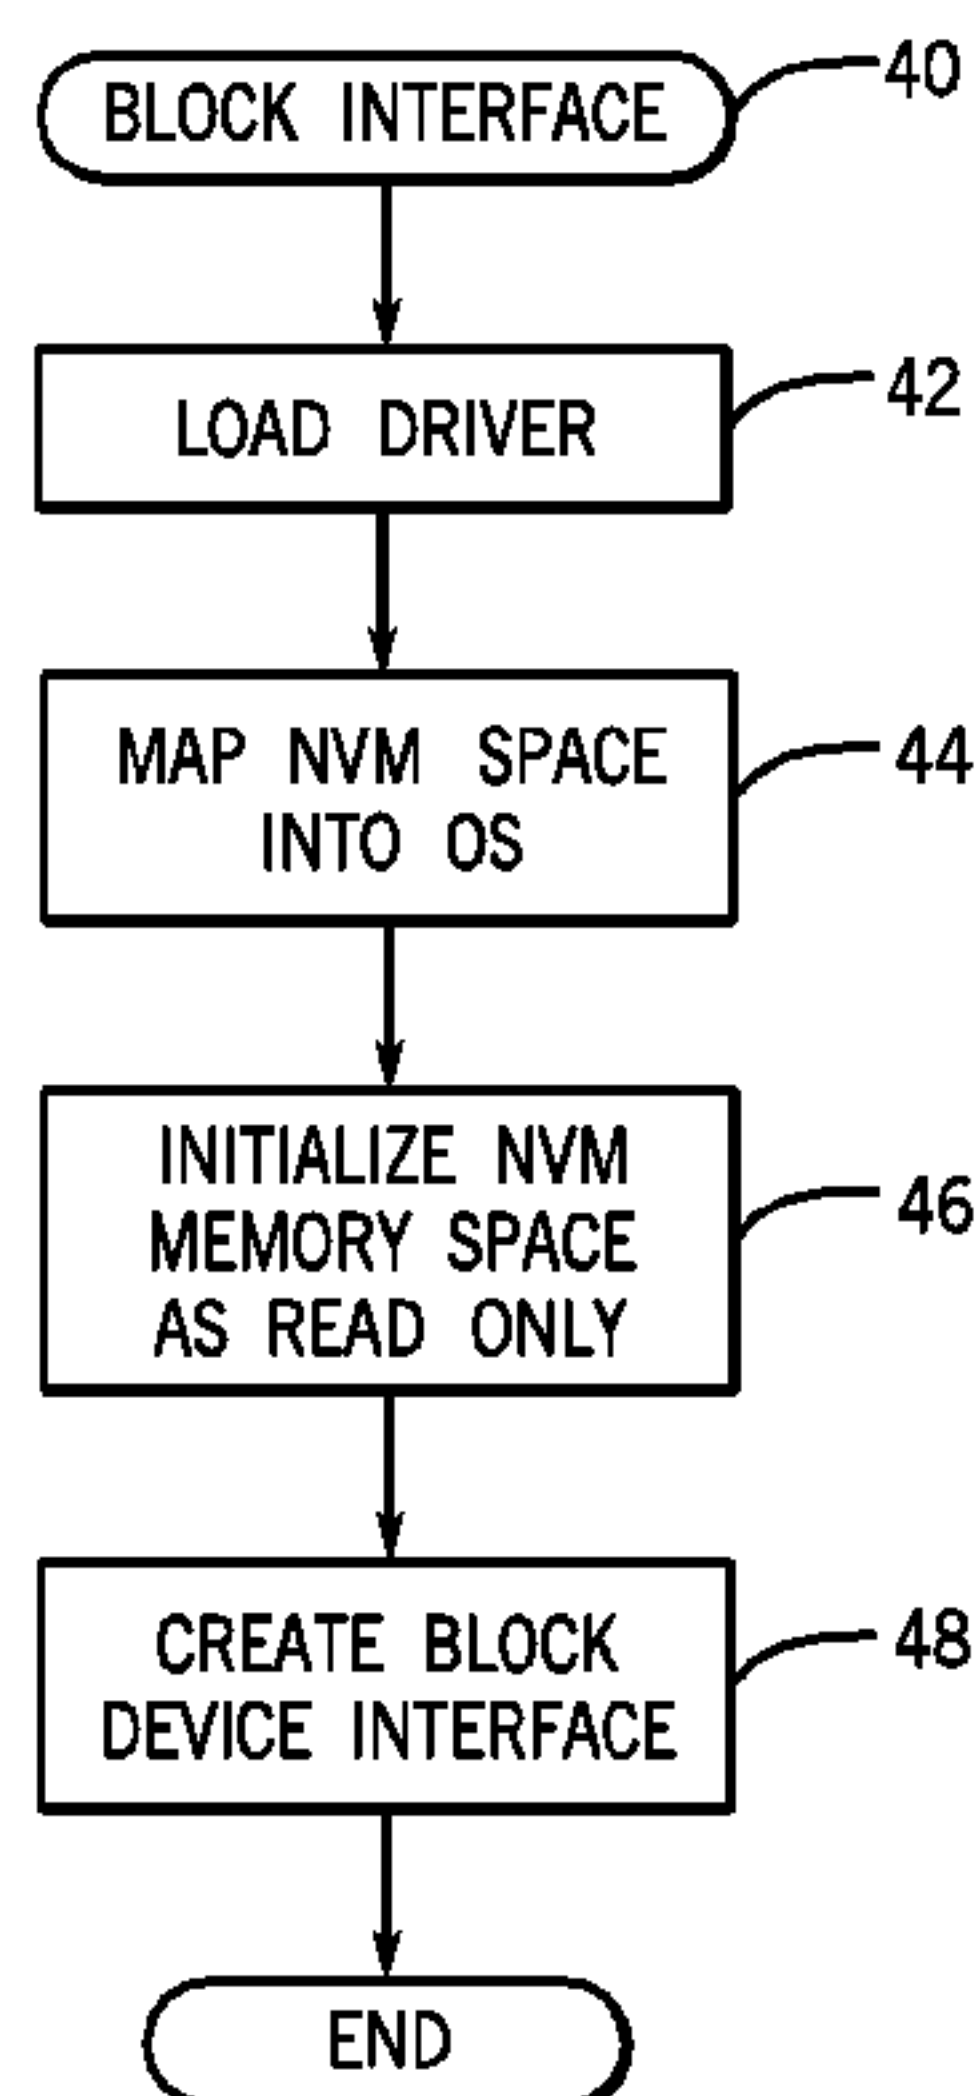 BLOCK INTERFACE
40
LOAD DRIVER
42
MAP NVM SPACE
INTO OS
44
INITIALIZE NVM
MEMORY SPACE
AS READ ONLY
46
CREATE BLOCK
DEVICE INTERFACE
48
END